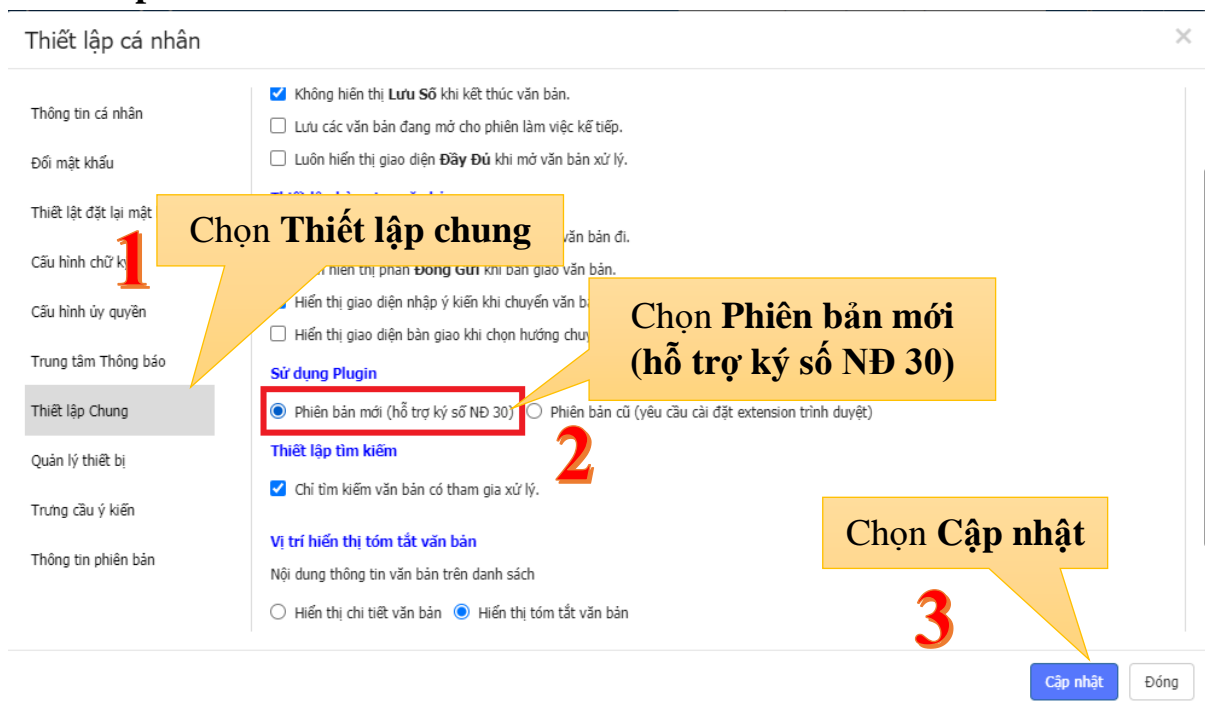 Thiết lập cá nhân
×
Thông tin cá nhân
Đổi mật khẩu
Thiết lật đặt lại mật
Cấu hình chữ ký
Cấu hình ủy quyền
Trung tâm Thông báo
Thiết lập Chung
Quản lý thiết bị
Trưng cầu ý kiến
Thông tin phiên bản
Không hiển thị Lưu Sổ khi kết thúc văn bản.
Lưu các văn bản đang mở cho phiên làm việc kế tiếp.
Luôn hiển thị giao diện Đầy Đủ khi mở văn bản xử lý.
văn bản đi.
hiển thị phần Đồng Gửi khi bàn giao văn bản.
Hiển thị giao diện nhập ý kiến khi chuyển văn
Hiển thị giao diện bàn giao khi chọn hướng
Sử dụng Plugin
Phiên bản mới (hỗ trợ ký số NĐ 30) Phiên bản cũ (yêu cầu cài đặt extension trình duyệt)
Thiết lập tìm kiếm
Chỉ tìm kiếm văn bản có tham gia xử lý.
Vị trí hiển thị tóm tắt văn bản
Nội dung thông tin văn bản trên danh sách
Hiển thị chi tiết văn bản Hiển thị tóm tắt văn bản
Cập nhật Đóng
1
Chọn Thiết lập chung
2
Chọn Phiên bản mới
(hỗ trợ ký số NĐ 30)
3
Chọn Cập nhật